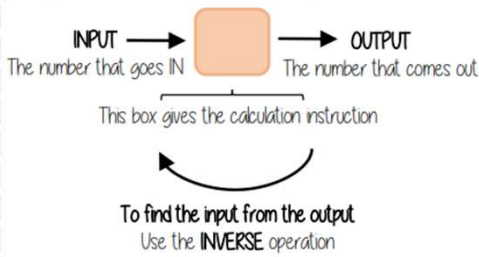 INPUT
OUTPUT
The number that goes IN
The number that comes out
This box gives the calculation instruction
To find the input from the output
Use the INVERSE operation